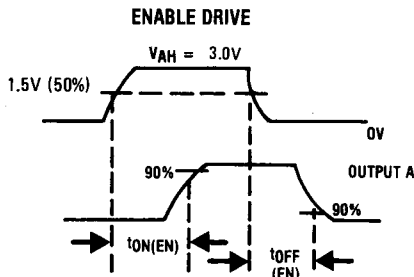 ENABLE DRIVE
VAH = 3.0V
1.5V (50%)
0V
OUTPUT A
90%
90%
tON(EN)
tOFF
(EN)